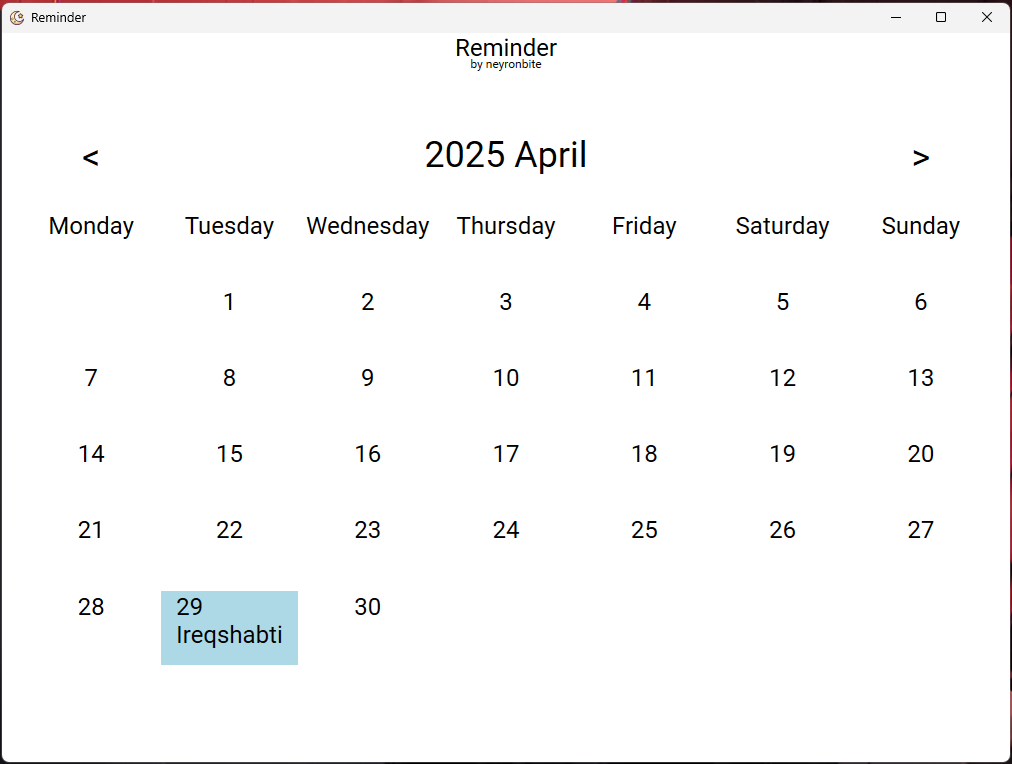 Reminder
Reminder
by neyronbite
< 2025 April >
Monday Tuesday Wednesday Thursday Friday Saturday Sunday
1 2 3 4 5 6
7 8 9 10 11 12 13
14 15 16 17 18 19 20
21 22 23 24 25 26 27
28 29 30
Ireqshabti